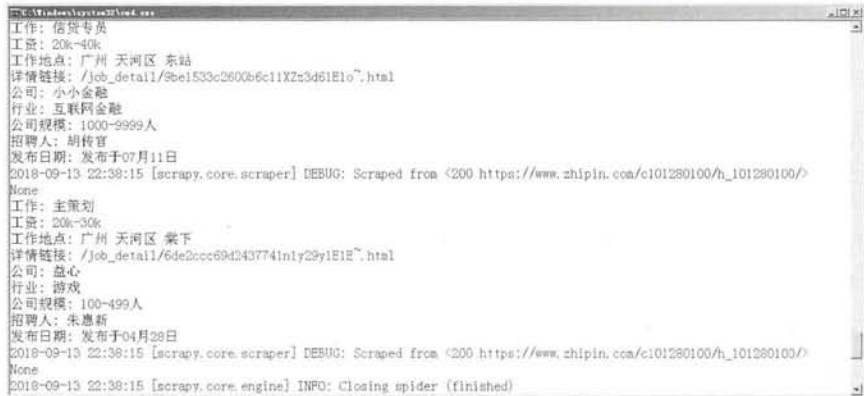 C:\Windows\system32\cmd.exe
工作: 信贷专员
工资: 20k-40k
工作地点: 广州 天河区 东站
详情链接: /job_detail/9be1533c2600b6c11XZz3d61Elo~.html
公司: 小小金融
行业: 互联网金融
公司规模: 1000-9999人
招聘人: 胡传官
发布日期: 发布于07月11日
2018-09-13 22:38:15 [scrapy.core.scraper] DEBUG: Scraped from <200 https://www.zhipin.com/c101280100/h_101280100/>
None
工作: 主策划
工资: 20k-30k
工作地点: 广州 天河区 棠下
详情链接: /job_detail/6de2ccc69d2437741n1y29y1E1E~.html
公司: 益心
行业: 游戏
公司规模: 100-499人
招聘人: 朱惠新
发布日期: 发布于04月28日
2018-09-13 22:38:15 [scrapy.core.scraper] DEBUG: Scraped from <200 https://www.zhipin.com/c101280100/h_101280100/>
None
2018-09-13 22:38:15 [scrapy.core.engine] INFO: Closing spider (finished)